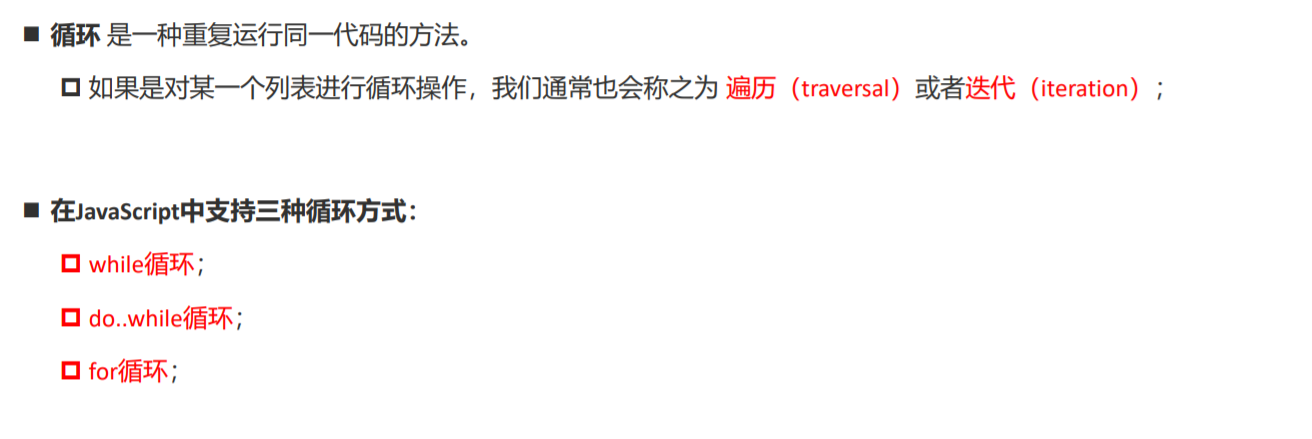 循环 是一种重复运行同一代码的方法。
如果是对某一个列表进行循环操作，我们通常也会称之为 遍历（traversal）或者迭代（iteration）；
在JavaScript中支持三种循环方式：
while循环；
do..while循环；
for循环；